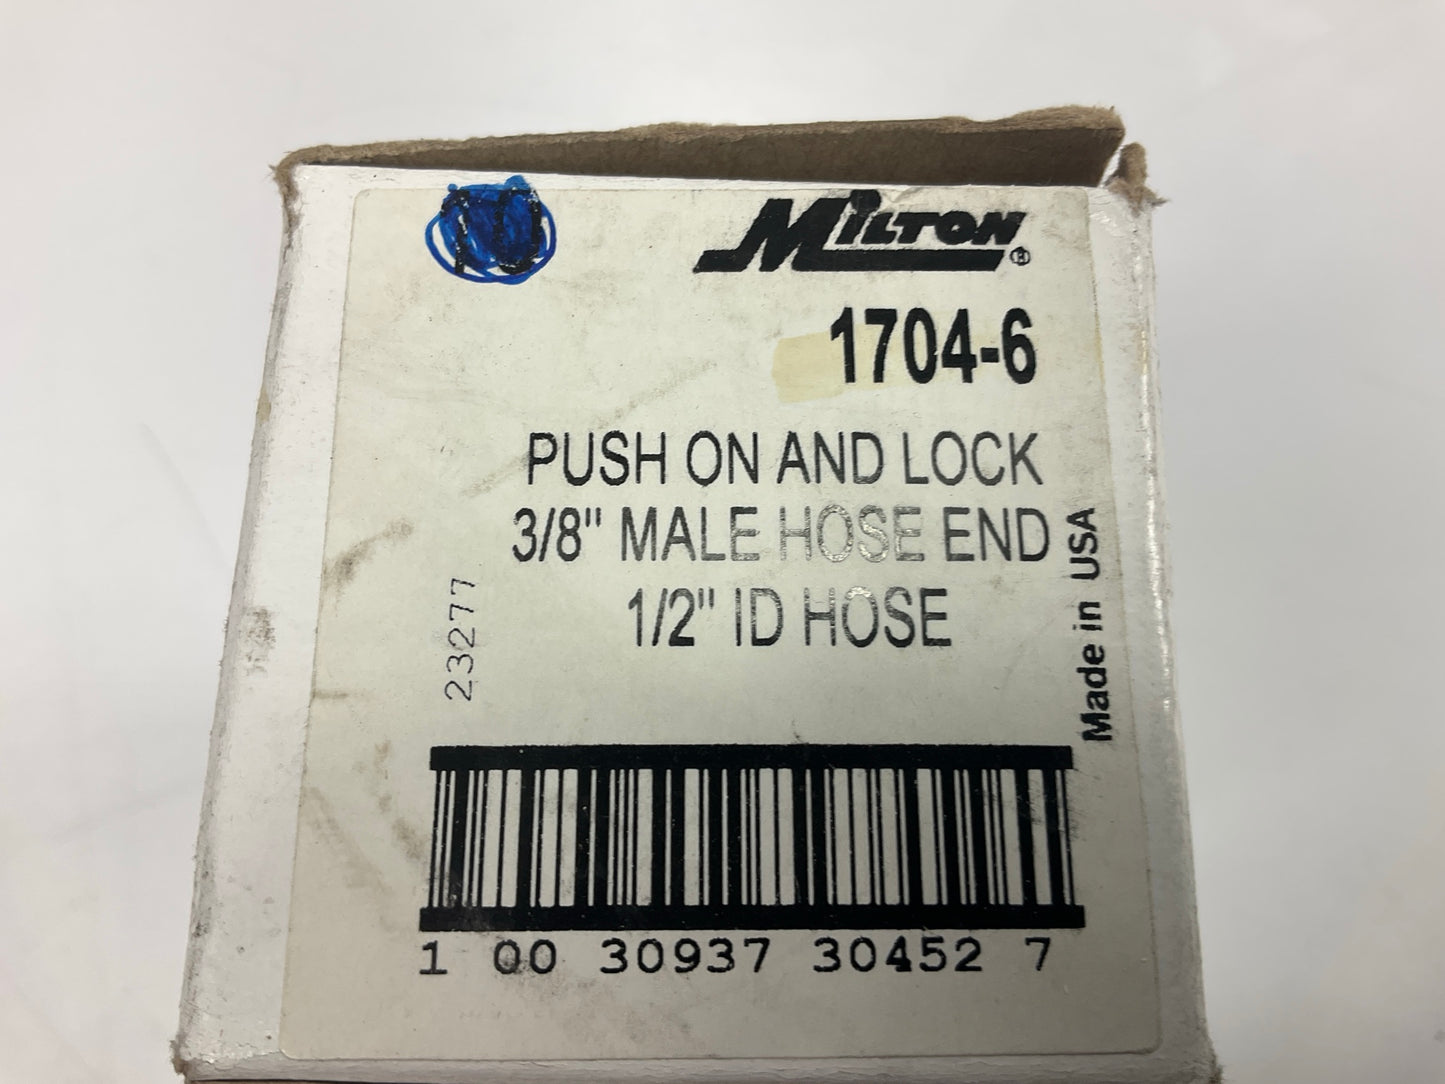 MILTON®
1704-6
PUSH ON AND LOCK
3/8" MALE HOSE END
1/2" ID HOSE
23277
Made in USA
1 00 30937 30452 7